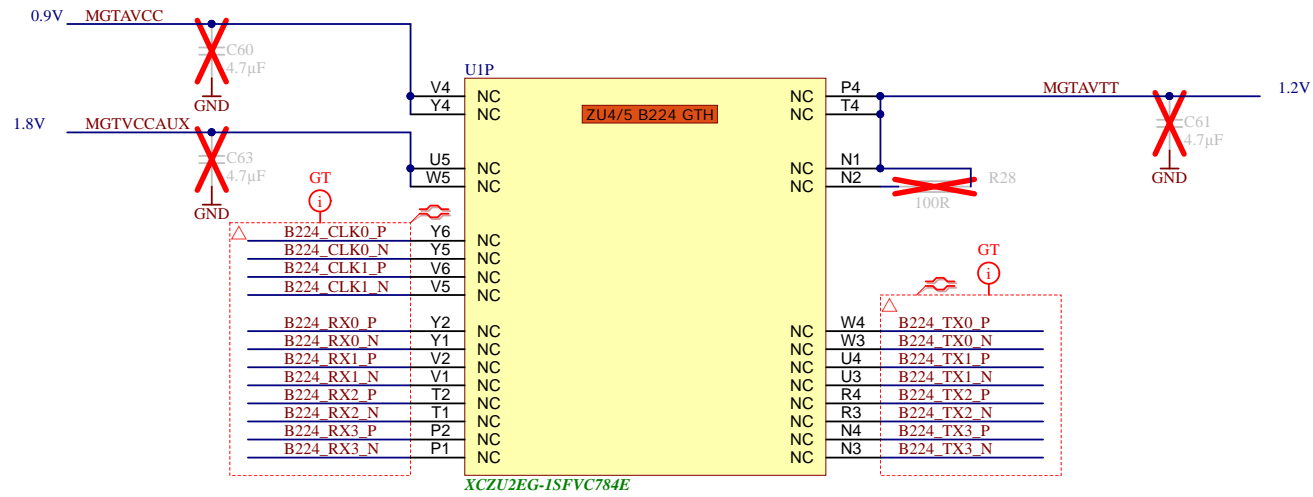 0.9V MGTAVCC
C60
4.7µF
GND
1.8V MGTVCCAUX
C63
4.7µF
GND
U1P
ZU4/5 B224 GTH
V4 NC
Y4 NC
U5 NC
W5 NC
GT
i
B224_CLK0_P Y6 NC
B224_CLK0_N Y5 NC
B224_CLK1_P V6 NC
B224_CLK1_N V5 NC
B224_RX0_P Y2 NC
B224_RX0_N Y1 NC
B224_RX1_P V2 NC
B224_RX1_N V1 NC
B224_RX2_P T2 NC
B224_RX2_N T1 NC
B224_RX3_P P2 NC
B224_RX3_N P1 NC
NC P4 MGTAVTT 1.2V
NC T4
C61
4.7µF
GND
NC N1
NC N2
R28
100R
GT
i
NC W4 B224_TX0_P
NC W3 B224_TX0_N
NC U4 B224_TX1_P
NC U3 B224_TX1_N
NC R4 B224_TX2_P
NC R3 B224_TX2_N
NC N4 B224_TX3_P
NC N3 B224_TX3_N
XCZU2EG-1SFVC784E